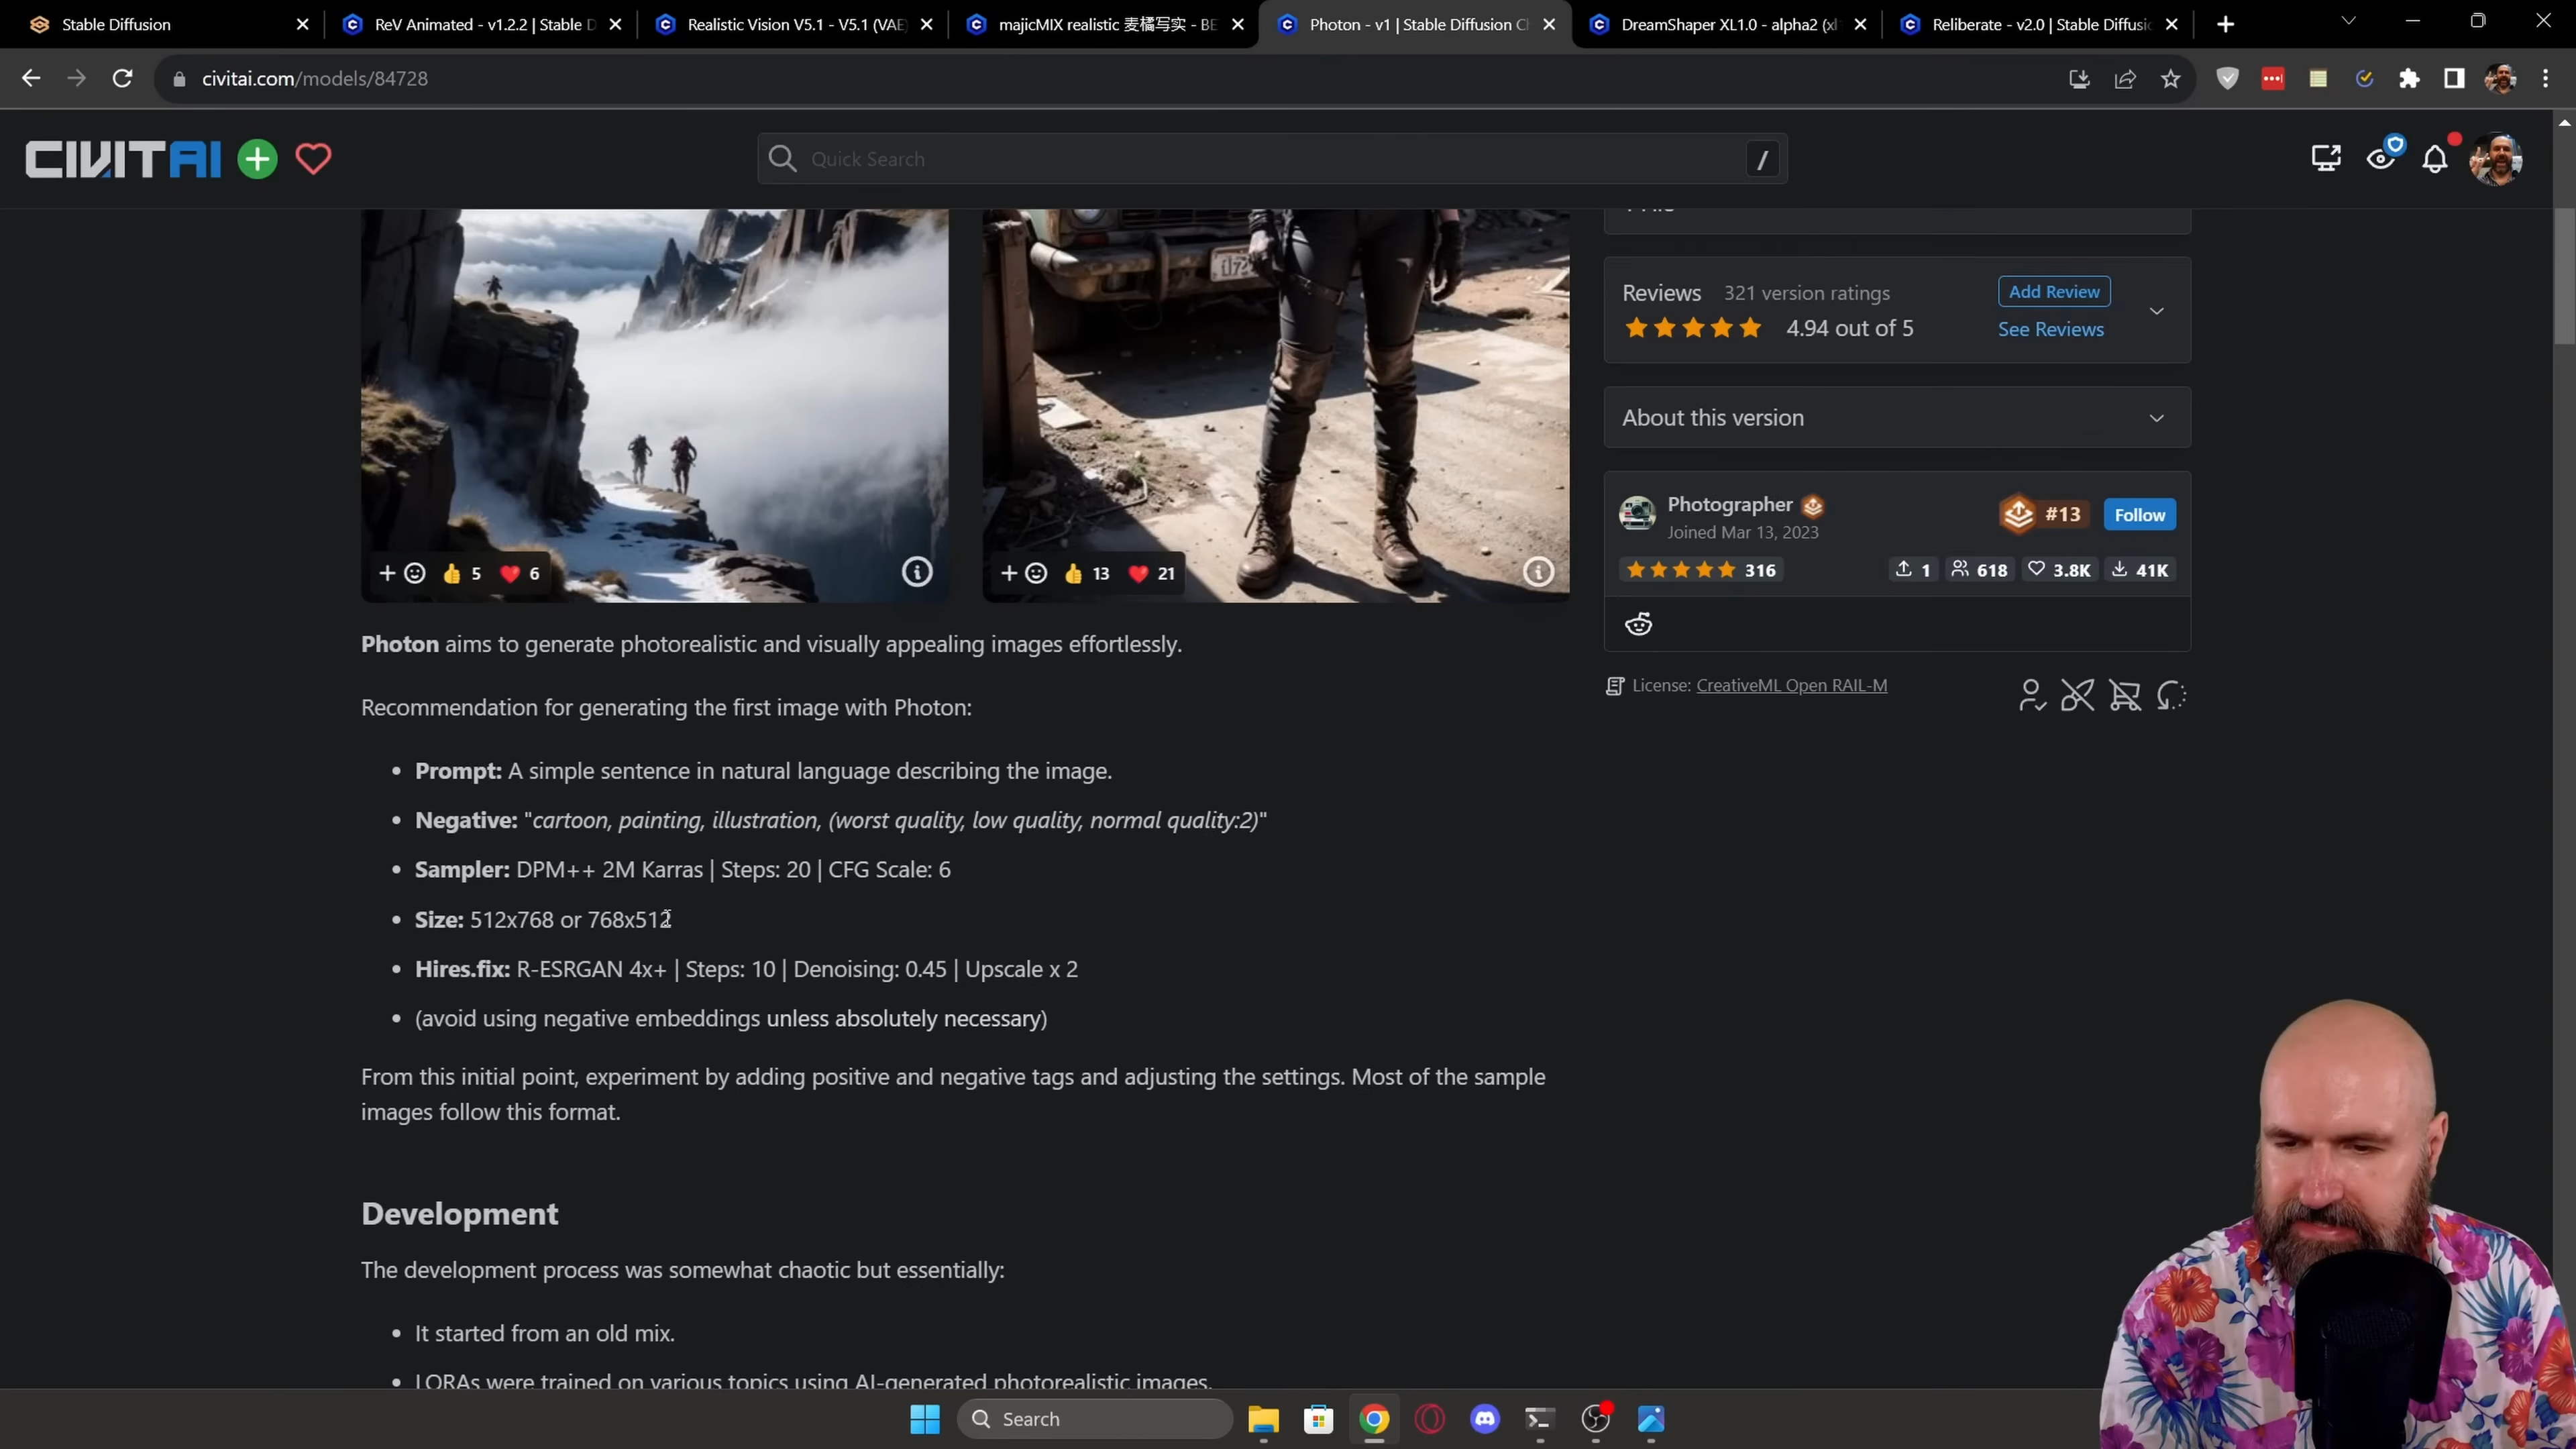 Stable Diffusion
ReV Animated - v1.2.2 | Stable D
Realistic Vision V5.1 - V5.1 (VAE)
majicMIX realistic 麦橘写实 - BE
Photon - v1 | Stable Diffusion Ch
DreamShaper XL1.0 - alpha2 (xl
Reliberate - v2.0 | Stable Diffusio
civitai.com/models/84728
CIVITAI
Quick Search
/
Reviews 321 version ratings
Add Review
4.94 out of 5
See Reviews
About this version
Photographer
#13
Follow
Joined Mar 13, 2023
316
1
618
3.8K
41K
License: CreativeML Open RAIL-M
5
6
13
21
Photon aims to generate photorealistic and visually appealing images effortlessly.
Recommendation for generating the first image with Photon:
• Prompt: A simple sentence in natural language describing the image.
• Negative: "cartoon, painting, illustration, (worst quality, low quality, normal quality:2)"
• Sampler: DPM++ 2M Karras | Steps: 20 | CFG Scale: 6
• Size: 512x768 or 768x512
• Hires.fix: R-ESRGAN 4x+ | Steps: 10 | Denoising: 0.45 | Upscale x 2
• (avoid using negative embeddings unless absolutely necessary)
From this initial point, experiment by adding positive and negative tags and adjusting the settings. Most of the sample
images follow this format.
Development
The development process was somewhat chaotic but essentially:
• It started from an old mix.
• LORAs were trained on various topics using AI-generated photorealistic images.
Search